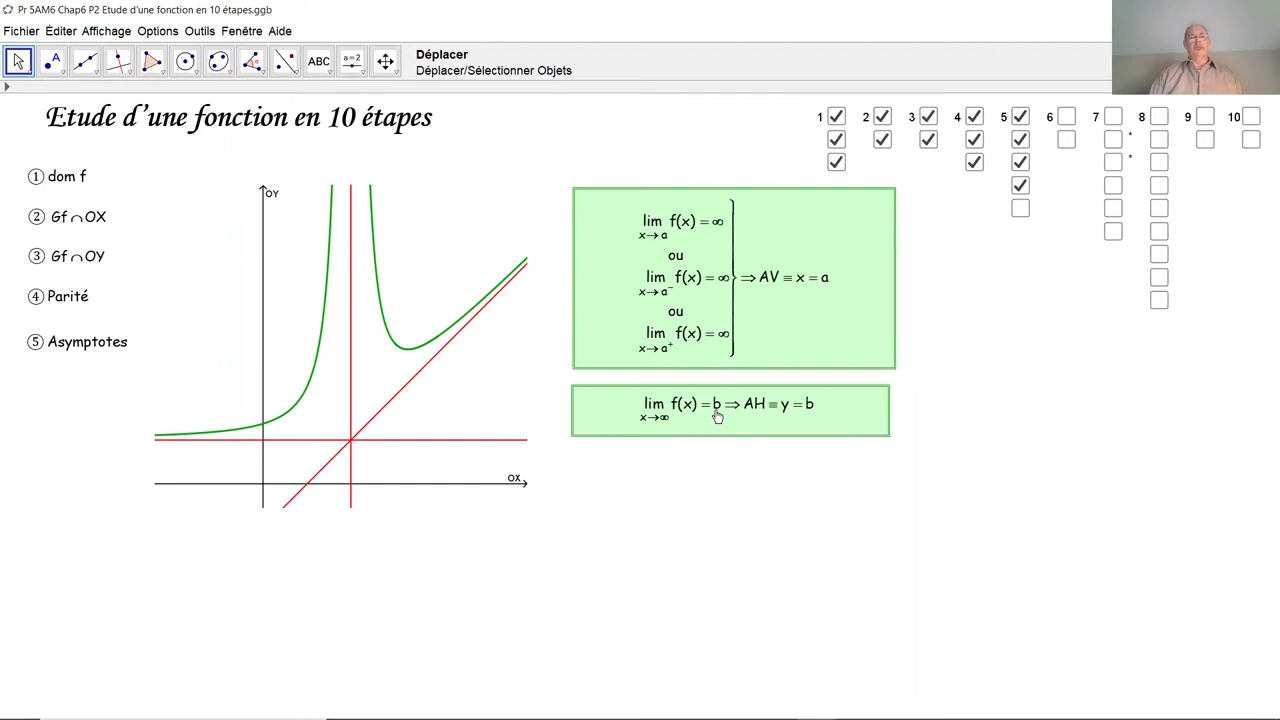 Pr 5AM6 Chap6 P2 Etude d'une fonction en 10 étapes.ggb
Fichier Éditer Affichage Options Outils Fenêtre Aide
A
ABC
a=2
Déplacer
Déplacer/Sélectionner Objets
Etude d'une fonction en 10 étapes
1 2 3 4 5 6 7 8 9 10
* *
① dom f
② Gf ∩ OX
③ Gf ∩ OY
④ Parité
⑤ Asymptotes
OY
OX
lim f(x) = ∞
x → a
ou
lim f(x) = ∞ ⇒ AV ≡ x = a
x → a⁻
ou
lim f(x) = ∞
x → a⁺
lim f(x) = b ⇒ AH ≡ y = b
x → ∞